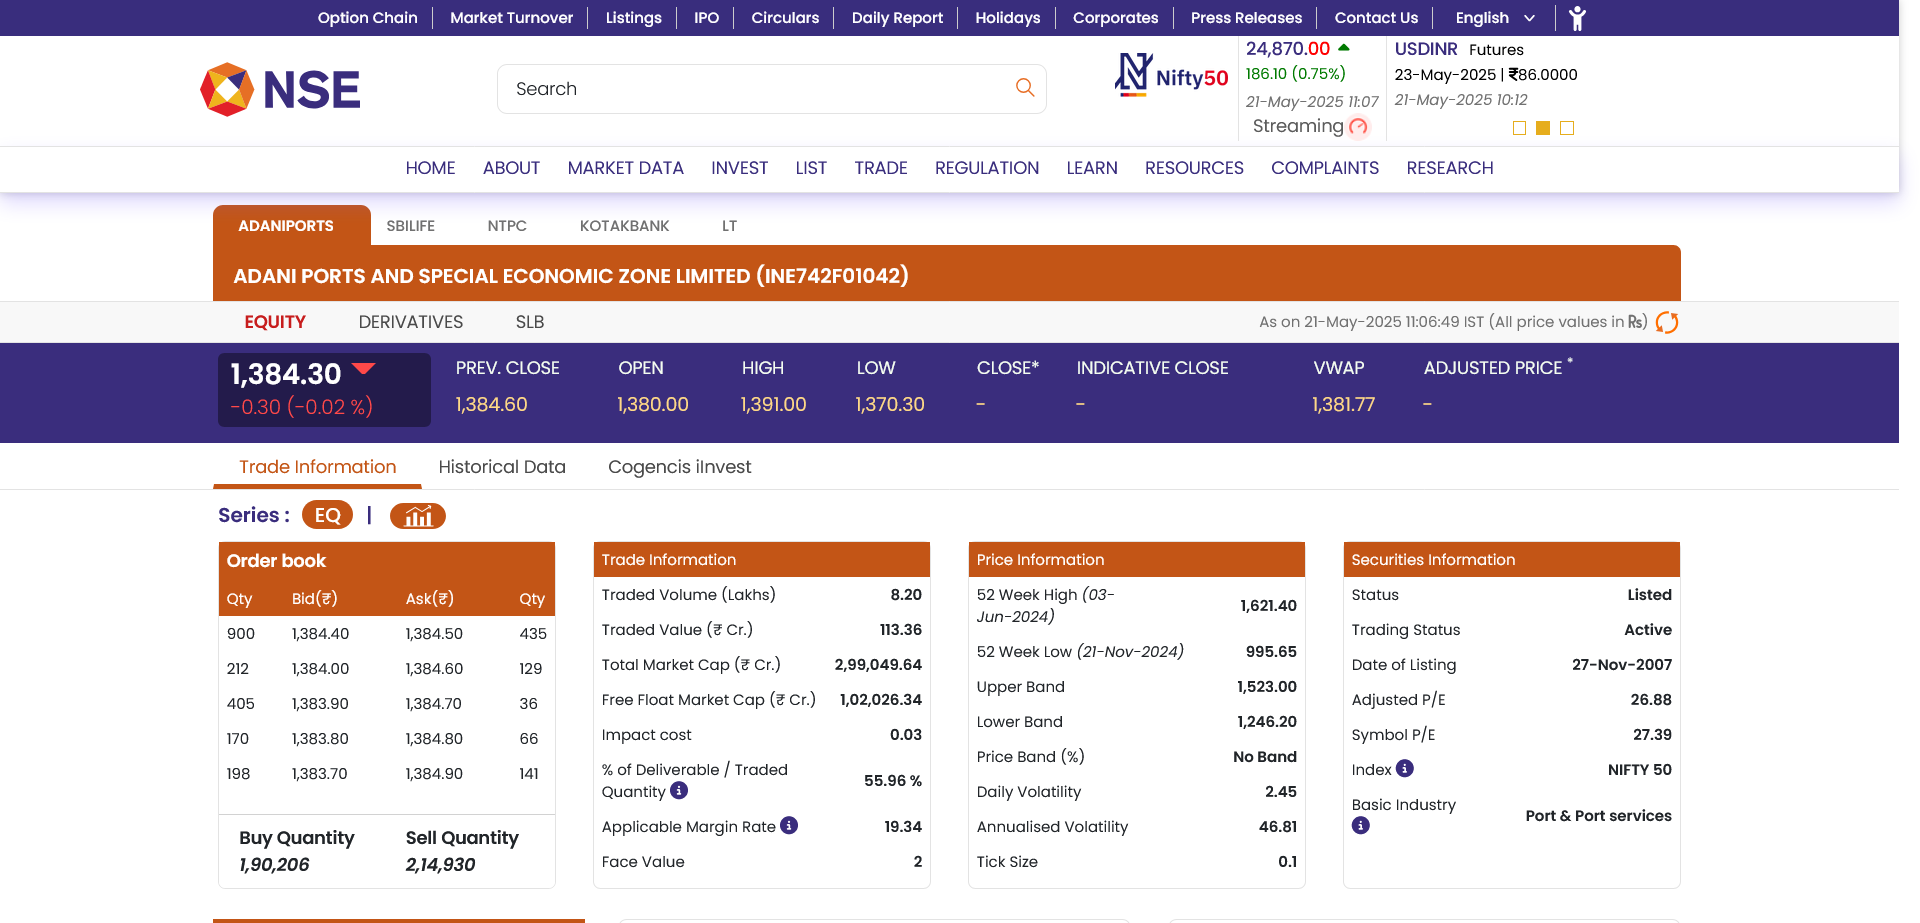 Option Chain Market Turnover Listings IPO Circulars Daily Report Holidays Corporates Press Releases Contact Us English
NSE
Search
Nifty50
24,870.00
186.10 (0.75%)
21-May-2025 11:07
Streaming
USDINR Futures
23-May-2025 | ₹86.0000
21-May-2025 10:12
HOME ABOUT MARKET DATA INVEST LIST TRADE REGULATION LEARN RESOURCES COMPLAINTS RESEARCH
ADANIPORTS SBILIFE NTPC KOTAKBANK LT
ADANI PORTS AND SPECIAL ECONOMIC ZONE LIMITED (INE742F01042)
EQUITY DERIVATIVES SLB As on 21-May-2025 11:06:49 IST (All price values in ₨)
1,384.30
-0.30 (-0.02 %)
PREV. CLOSE OPEN HIGH LOW CLOSE* INDICATIVE CLOSE VWAP ADJUSTED PRICE *
1,384.60 1,380.00 1,391.00 1,370.30 - - 1,381.77 -
Trade Information Historical Data Cogencis iInvest
Series : EQ |
Order book
Qty Bid(₹) Ask(₹) Qty
900 1,384.40 1,384.50 435
212 1,384.00 1,384.60 129
405 1,383.90 1,384.70 36
170 1,383.80 1,384.80 66
198 1,383.70 1,384.90 141
Buy Quantity Sell Quantity
1,90,206 2,14,930
Trade Information
Traded Volume (Lakhs) 8.20
Traded Value (₹ Cr.) 113.36
Total Market Cap (₹ Cr.) 2,99,049.64
Free Float Market Cap (₹ Cr.) 1,02,026.34
Impact cost 0.03
% of Deliverable / Traded
Quantity 55.96 %
Applicable Margin Rate 19.34
Face Value 2
Price Information
52 Week High (03-
Jun-2024) 1,621.40
52 Week Low (21-Nov-2024) 995.65
Upper Band 1,523.00
Lower Band 1,246.20
Price Band (%) No Band
Daily Volatility 2.45
Annualised Volatility 46.81
Tick Size 0.1
Securities Information
Status Listed
Trading Status Active
Date of Listing 27-Nov-2007
Adjusted P/E 26.88
Symbol P/E 27.39
Index NIFTY 50
Basic Industry Port & Port services